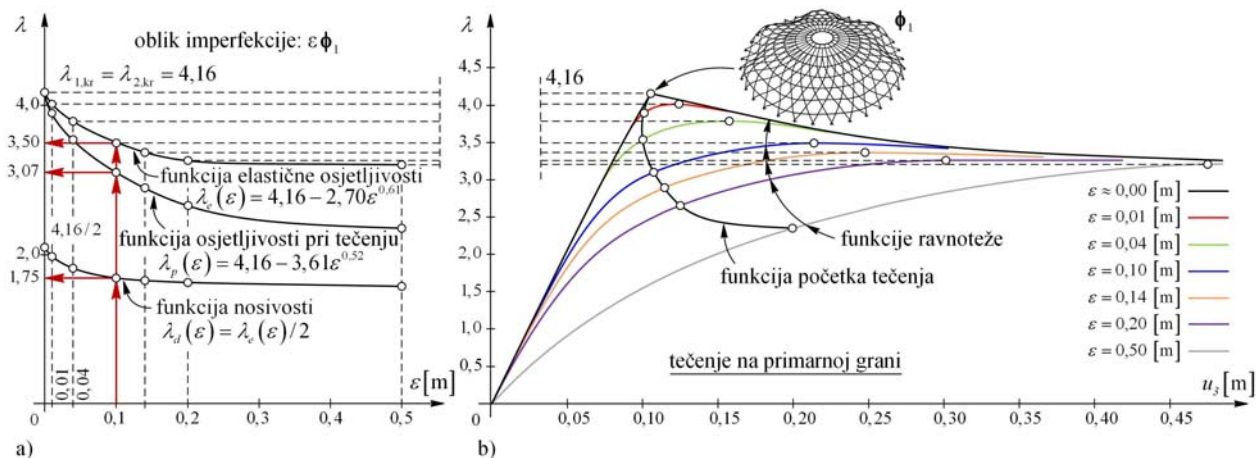 λ
oblik imperfekcije: εϕ₁
λ₁,kr = λ₂,kr = 4,16
4,0
3,50
3,07
2,0
1,75
0
4,16/2
funkcija elastične osjetljivosti
λₑ(ε) = 4,16 − 2,70ε^0,61
funkcija osjetljivosti pri tečenju
λₚ(ε) = 4,16 − 3,61ε^0,52
funkcija nosivosti
λ_d(ε) = λₑ(ε)/2
0,01
0,04
ε [m]
0 0,1 0,2 0,3 0,4 0,5
a)
λ
4,16
ϕ₁
4,5
4,0
3,5
3,0
2,5
2,0
1,5
1,0
0,5
0
funkcije ravnoteže
funkcija početka tečenja
tečenje na primarnoj grani
ε ≈ 0,00 [m]
ε = 0,01 [m]
ε = 0,04 [m]
ε = 0,10 [m]
ε = 0,14 [m]
ε = 0,20 [m]
ε = 0,50 [m]
u₃ [m]
0,05 0,10 0,15 0,20 0,25 0,30 0,35 0,40 0,45
b)